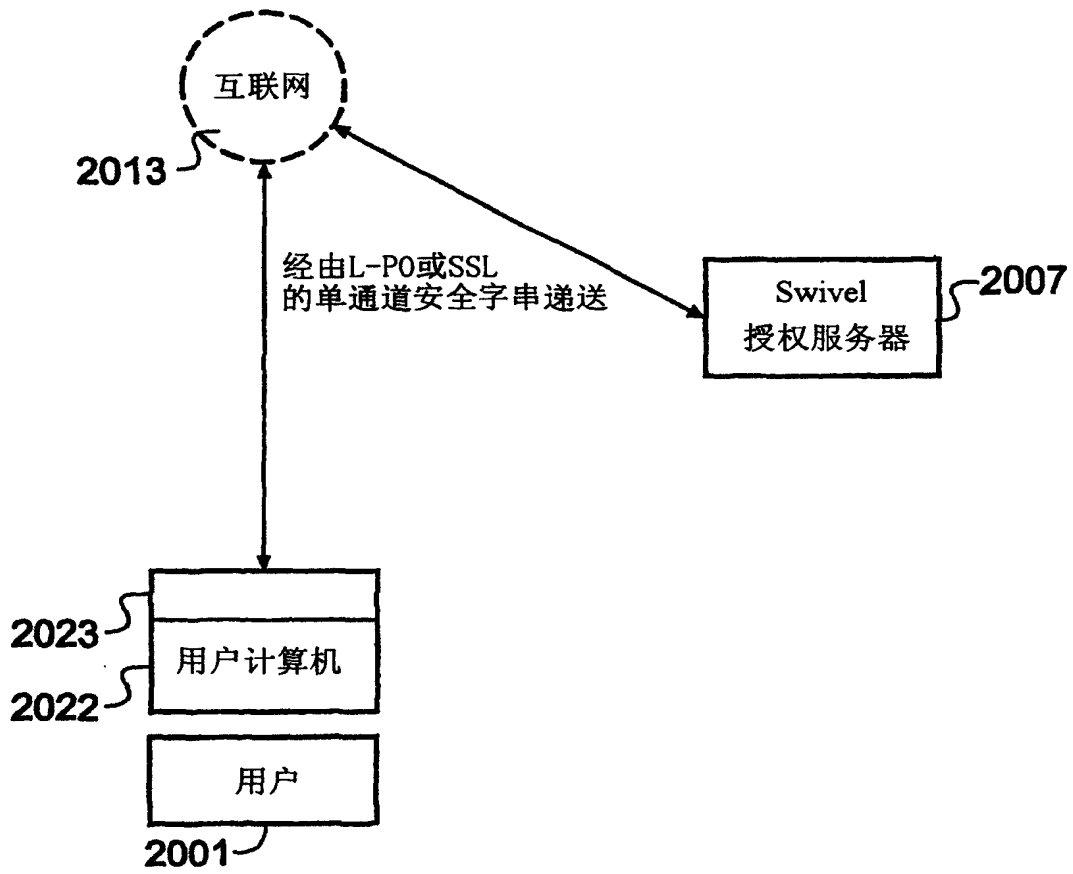 互联网
2013
经由L-PO或SSL
的单通道安全字串递送
Swivel
授权服务器
2007
2023
用户计算机
2022
用户
2001